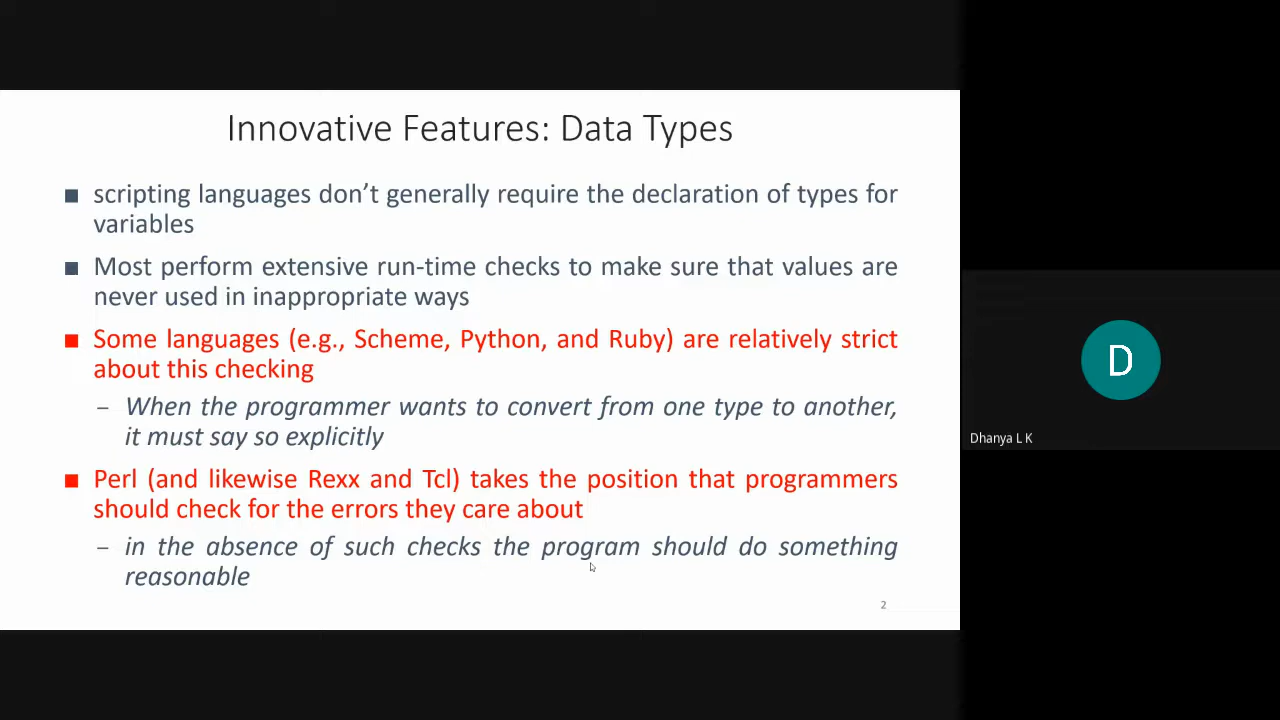 Innovative Features: Data Types
■ scripting languages don’t generally require the declaration of types for
variables
■ Most perform extensive run-time checks to make sure that values are
never used in inappropriate ways
■ Some languages (e.g., Scheme, Python, and Ruby) are relatively strict
about this checking
– When the programmer wants to convert from one type to another,
it must say so explicitly
■ Perl (and likewise Rexx and Tcl) takes the position that programmers
should check for the errors they care about
– in the absence of such checks the program should do something
reasonable
2
D
Dhanya L K